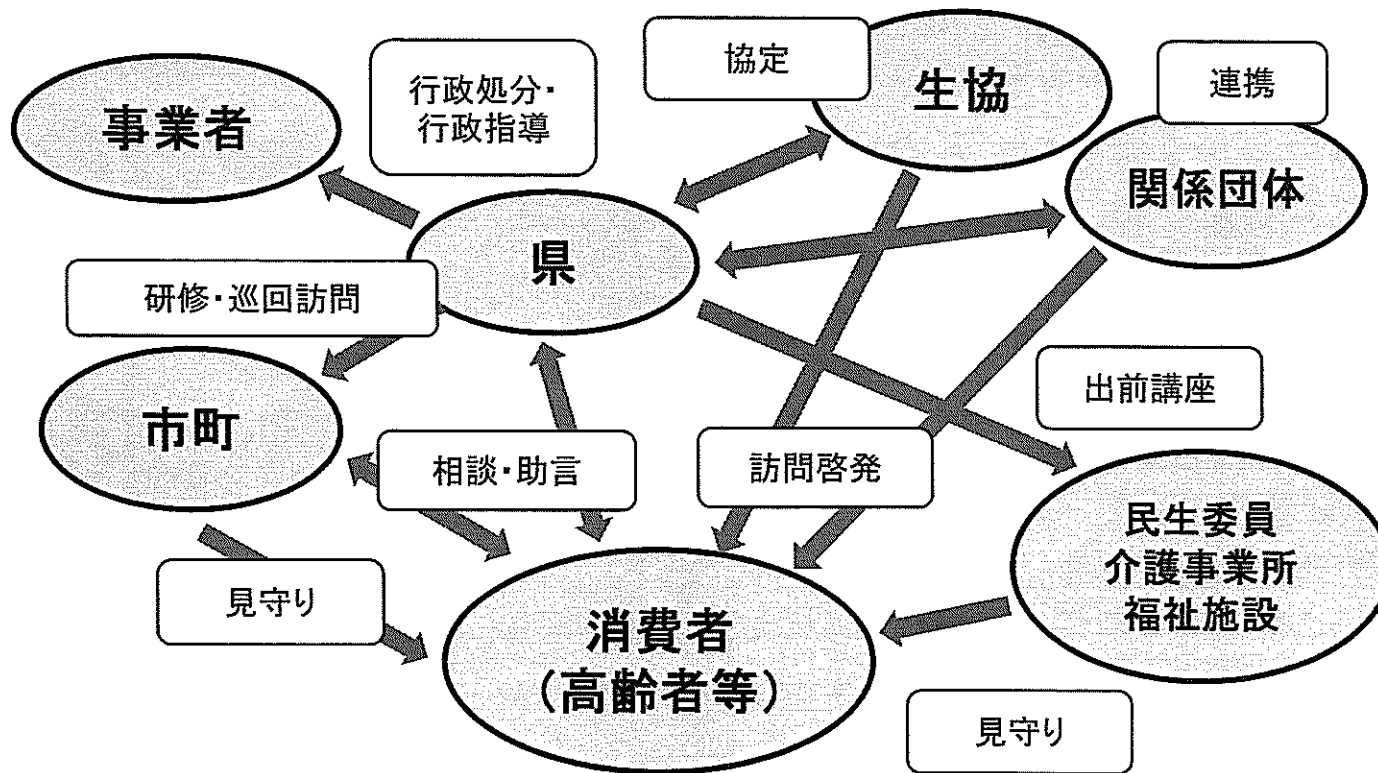 協定
生協
連携
行政処分・
行政指導
事業者
関係団体
県
研修・巡回訪問
出前講座
市町
相談・助言
訪問啓発
民生委員
介護事業所
福祉施設
見守り
消費者
（高齢者等）
見守り